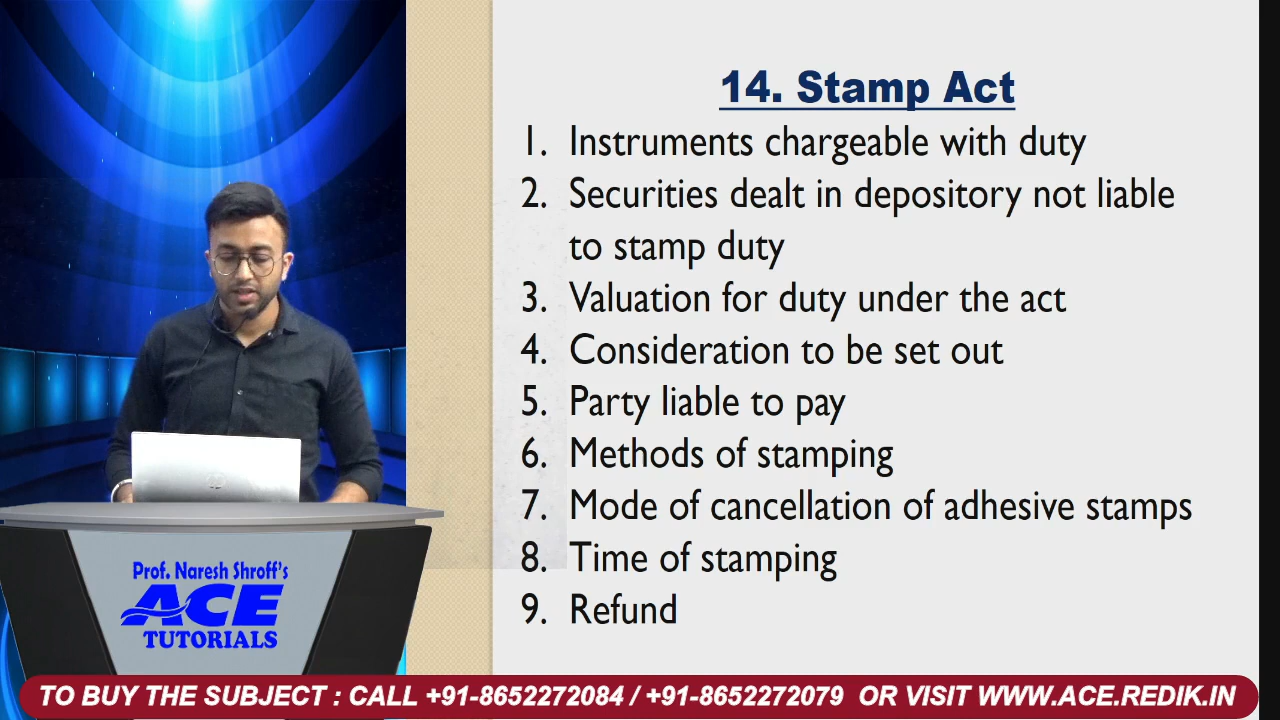 14. Stamp Act
1. Instruments chargeable with duty
2. Securities dealt in depository not liable
to stamp duty
3. Valuation for duty under the act
4. Consideration to be set out
5. Party liable to pay
6. Methods of stamping
7. Mode of cancellation of adhesive stamps
8. Time of stamping
9. Refund
Prof. Naresh Shroff's
ACE
TUTORIALS
TO BUY THE SUBJECT : CALL +91-8652272084 / +91-8652272079 OR VISIT WWW.ACE.REDIK.IN